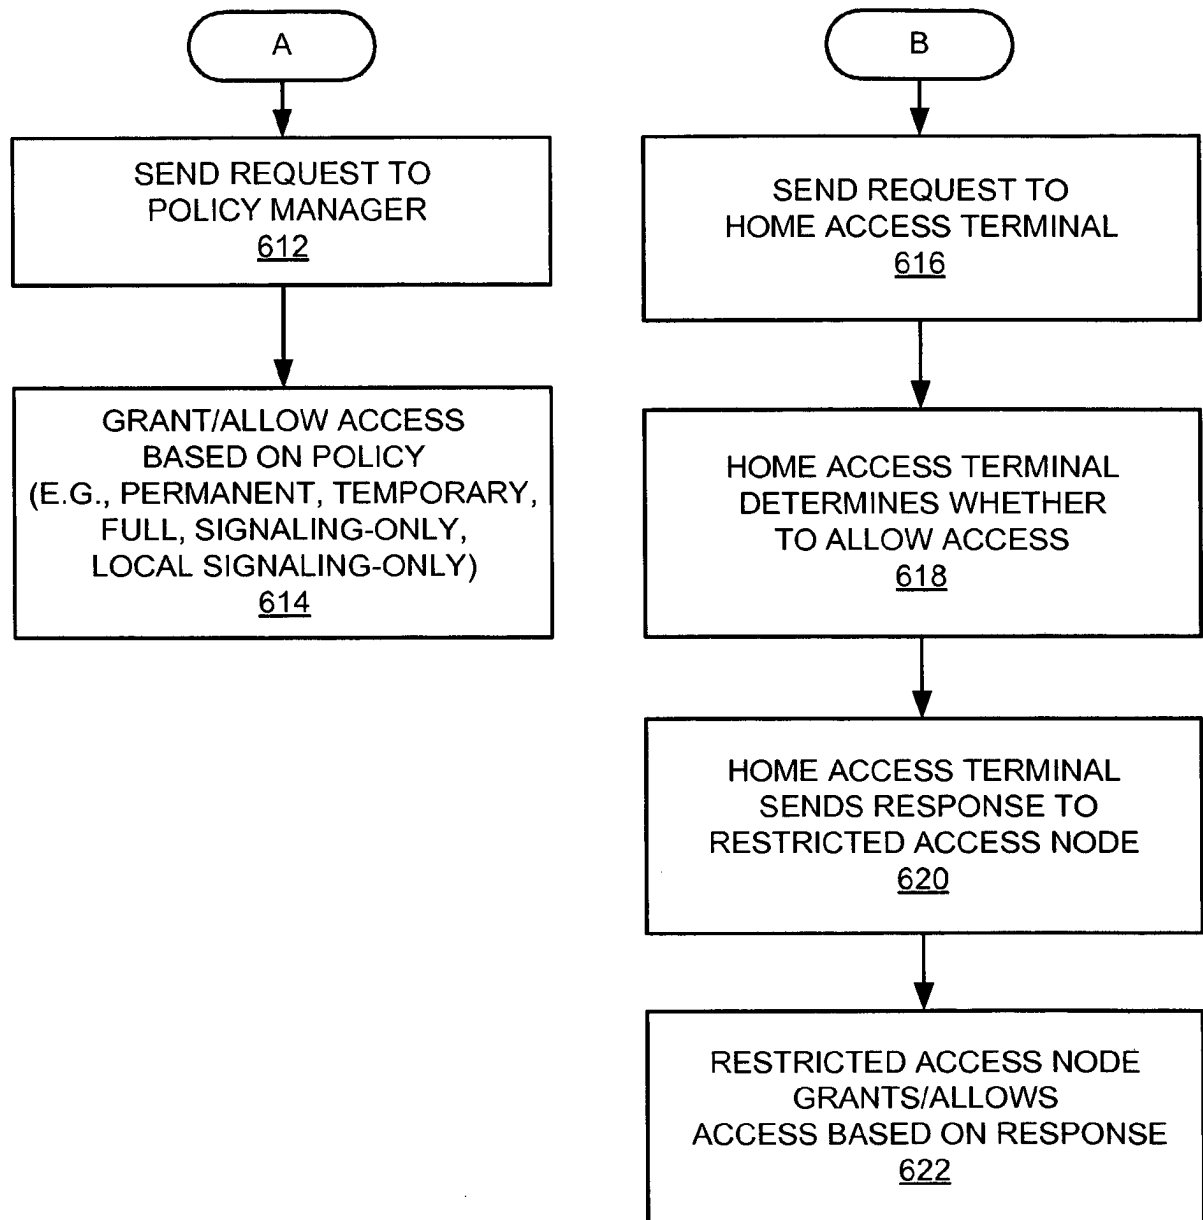 A
SEND REQUEST TO
POLICY MANAGER
612
GRANT/ALLOW ACCESS
BASED ON POLICY
(E.G., PERMANENT, TEMPORARY,
FULL, SIGNALING-ONLY,
LOCAL SIGNALING-ONLY)
614
B
SEND REQUEST TO
HOME ACCESS TERMINAL
616
HOME ACCESS TERMINAL
DETERMINES WHETHER
TO ALLOW ACCESS
618
HOME ACCESS TERMINAL
SENDS RESPONSE TO
RESTRICTED ACCESS NODE
620
RESTRICTED ACCESS NODE
GRANTS/ALLOWS
ACCESS BASED ON RESPONSE
622